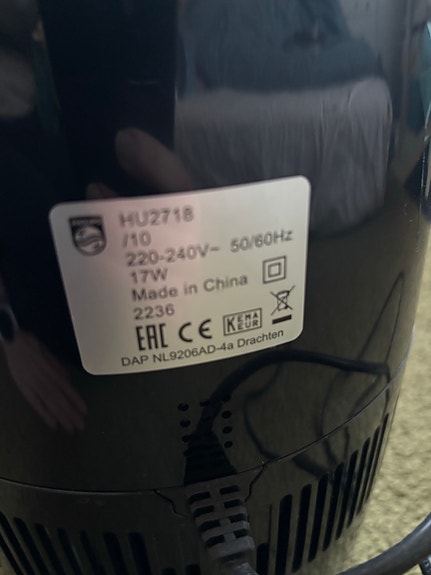 PHILIPS
HU2718
/10
220-240V~ 50/60Hz
17W
Made in China
2236
EAC CE KEMA KEUR
DAP NL9206AD-4a Drachten